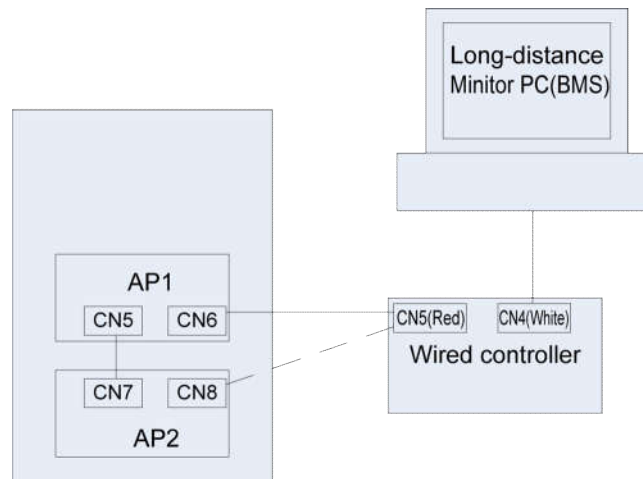 Long-distance
Minitor PC(BMS)
AP1
CN5
CN6
CN5(Red)
CN4(White)
Wired controller
CN7
CN8
AP2